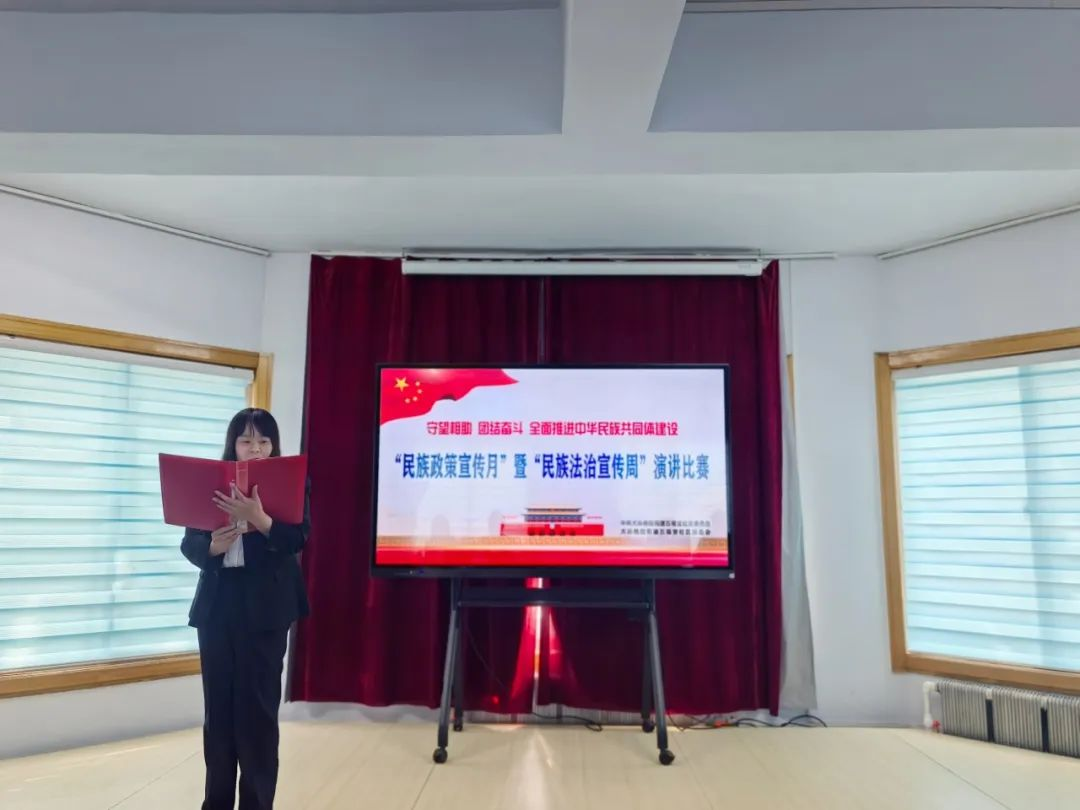 守望相助 团结奋斗 全面推进中华民族共同体建设
“民族政策宣传月”暨“民族法治宣传周”演讲比赛